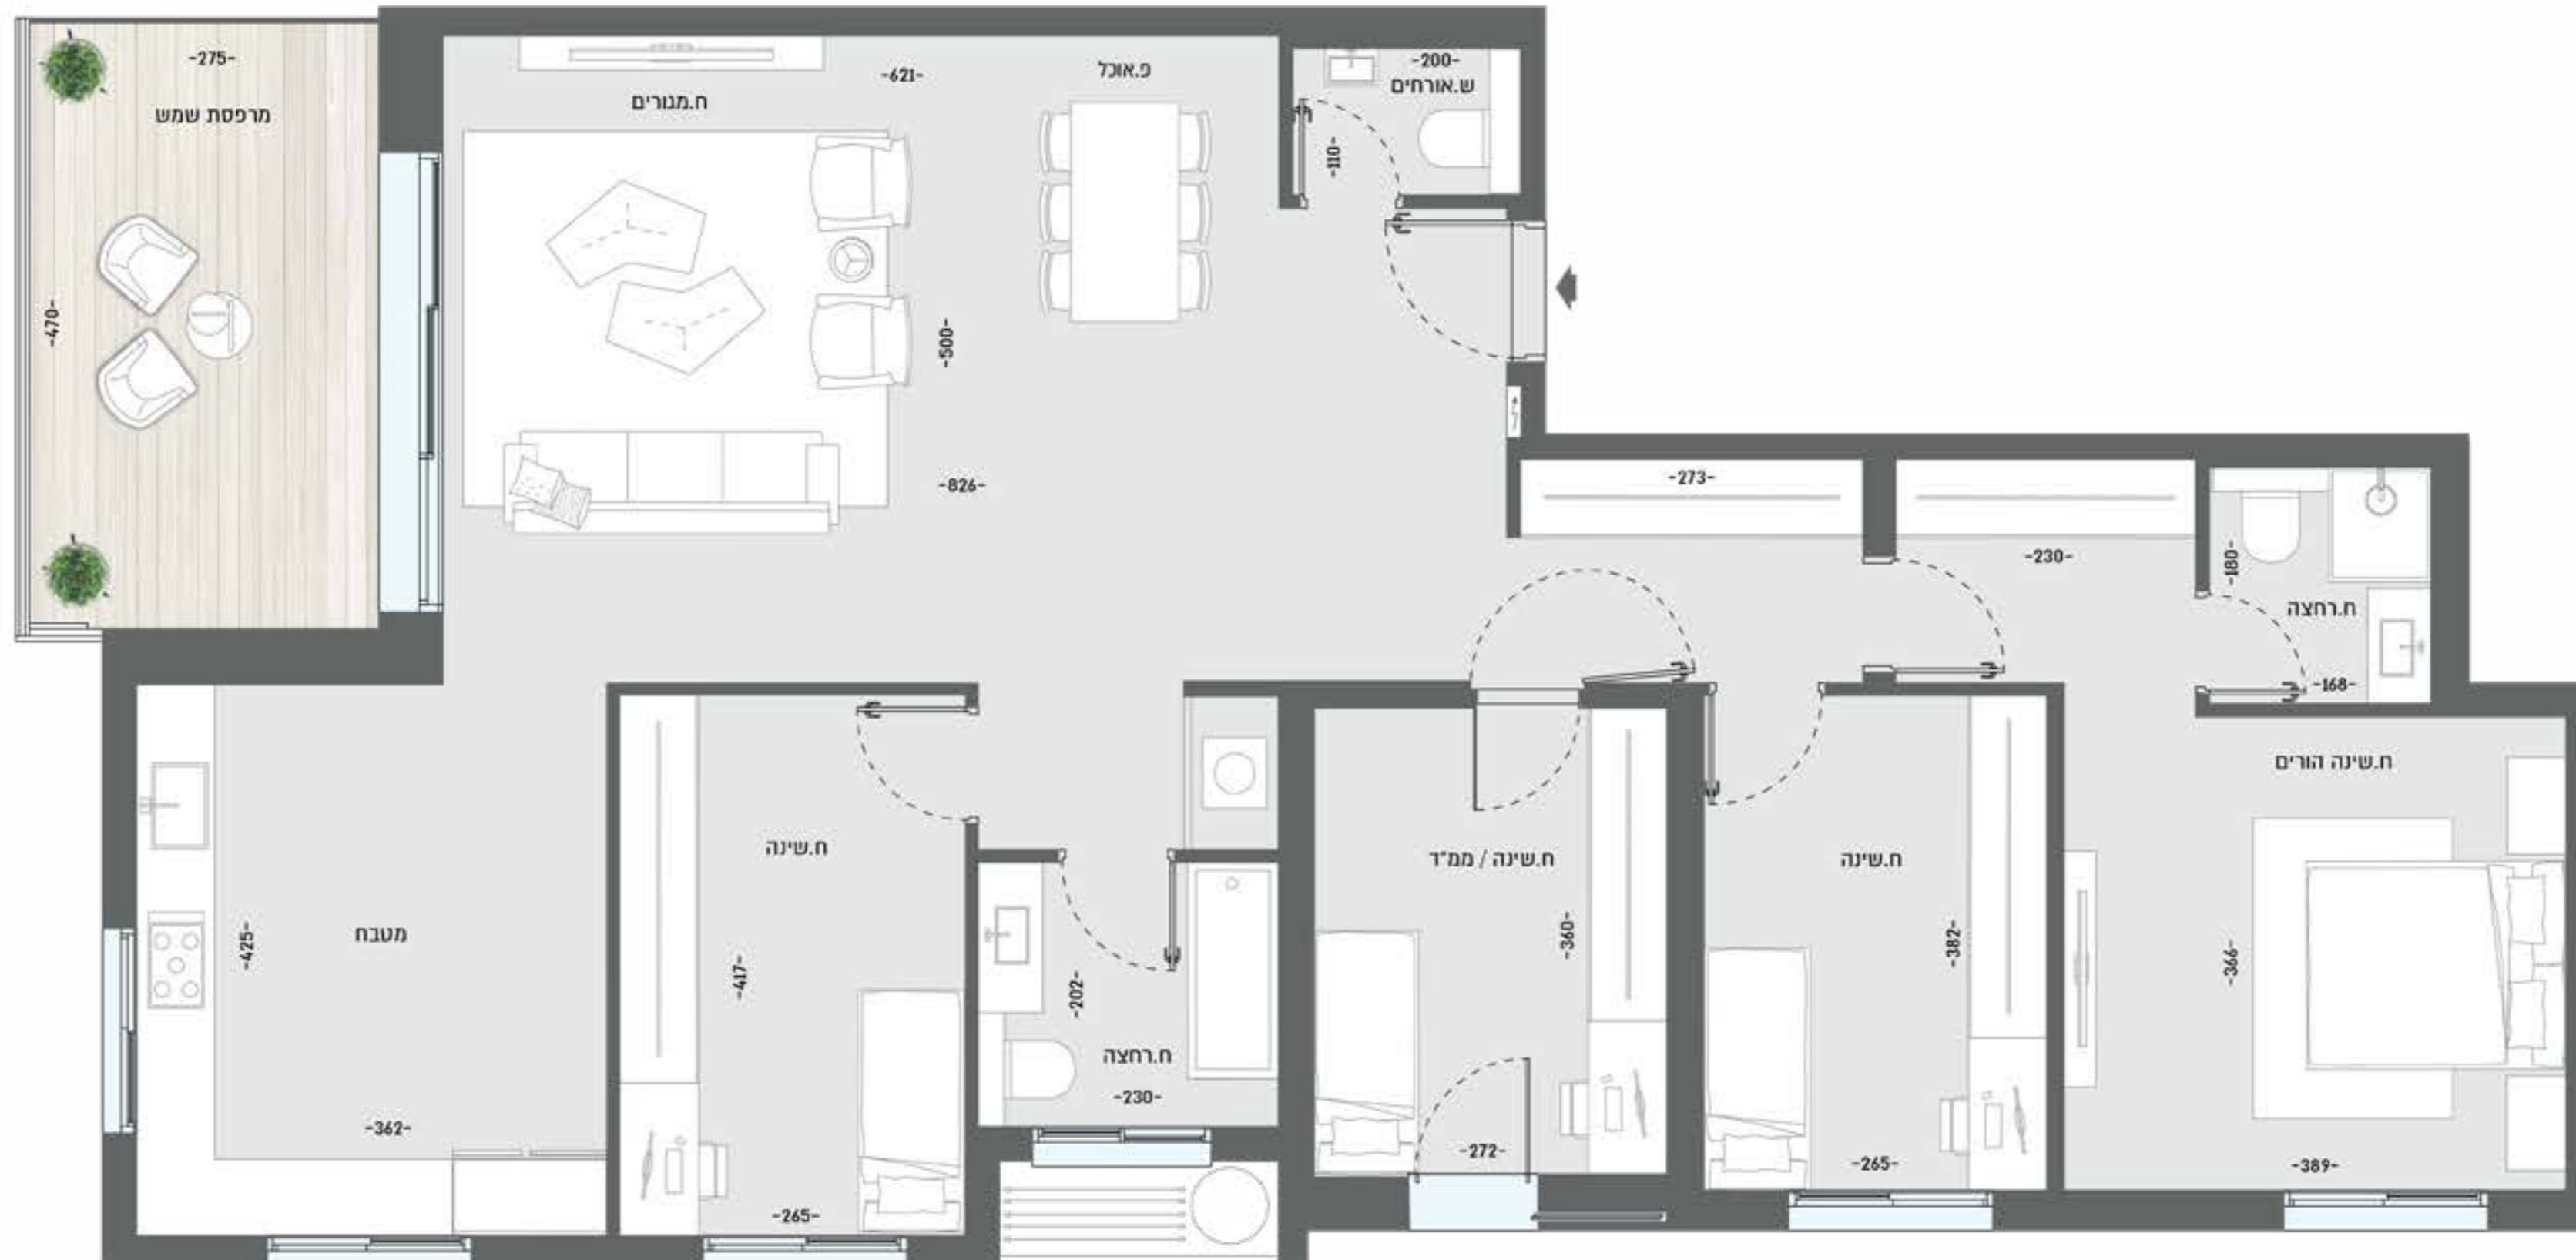 -275-
מרפסת שמש
-470-
ח.מגורים
-621-
פ.אוכל
-500-
-826-
-200-
ש.אורחים
-110-
-273-
-230-
-180-
ח.רחצה
-168-
מטבח
-425-
-362-
ח.שינה
-417-
-265-
-202-
ח.רחצה
-230-
ח.שינה / ממ"ד
-360-
-272-
ח.שינה
-382-
-265-
ח.שינה הורים
-366-
-389-